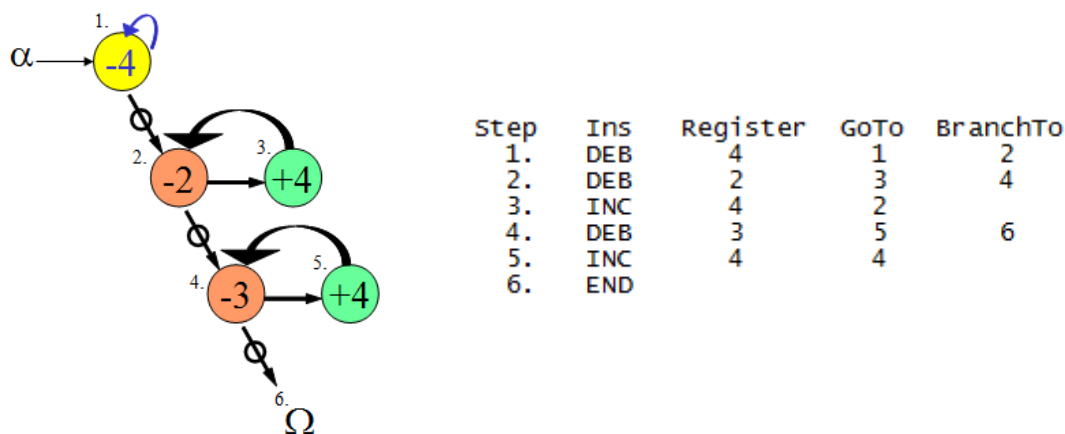 1.
α
-4
2.
-2
3.
+4
4.
-3
5.
+4
6.
Ω
Step Ins Register GoTo BranchTo
1. DEB 4 1 2
2. DEB 2 3 4
3. INC 4 2
4. DEB 3 5 6
5. INC 4 4
6. END